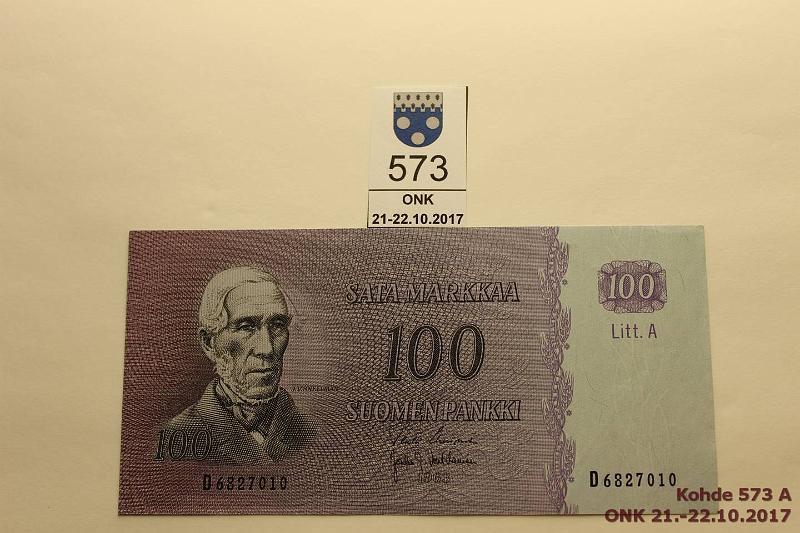 573
ONK
21-22.10.2017
SATA MARKKAA
100
SUOMEN PANKKI
100
1963
D6827010
100
Litt. A
D6827010
Kohde 573 A
ONK 21.-22.10.2017